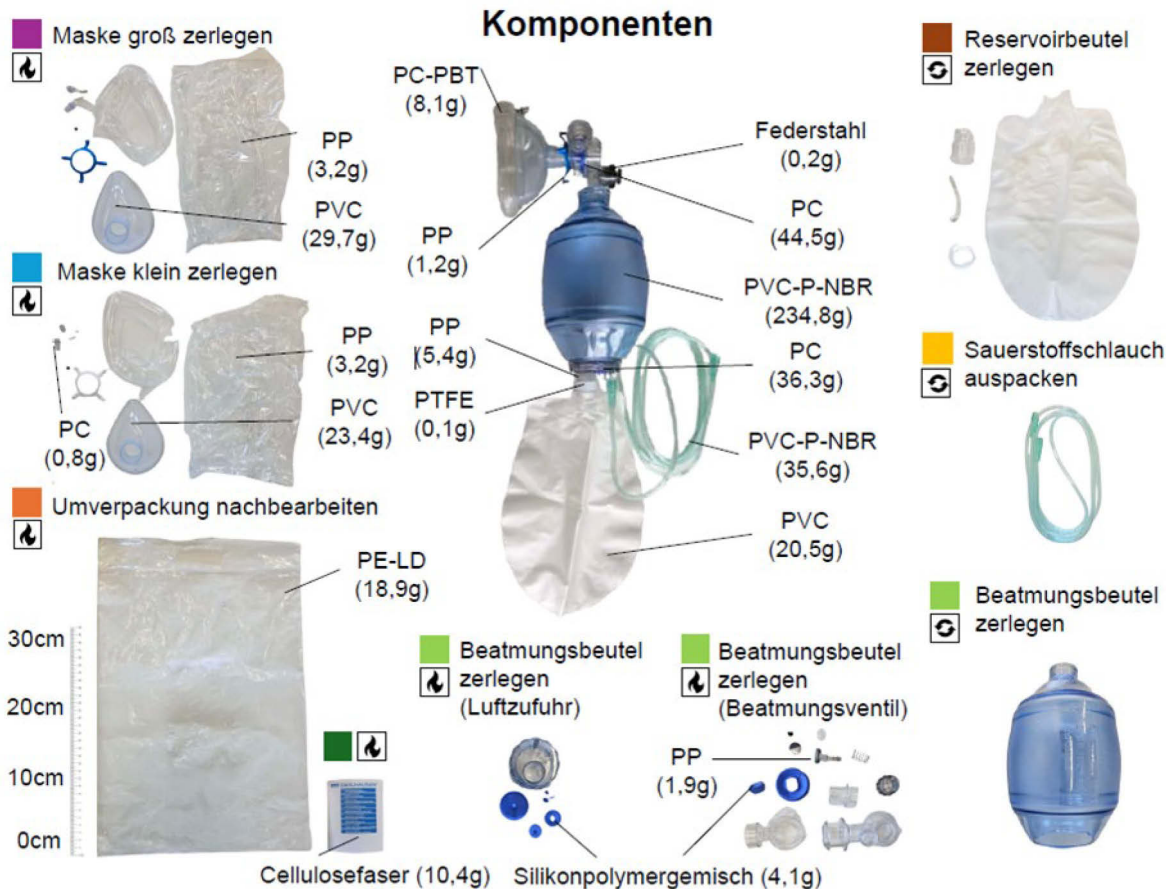 Komponenten
Maske groß zerlegen
PP
(3,2g)
PVC
(29,7g)
Maske klein zerlegen
PP
(3,2g)
PVC
(23,4g)
PC
(0,8g)
Umverpackung nachbearbeiten
PE-LD
(18,9g)
30cm
20cm
10cm
0cm
Cellulosefaser (10,4g)
PC-PBT
(8,1g)
Federstahl
(0,2g)
PC
(44,5g)
PP
(1,2g)
PVC-P-NBR
(234,8g)
PP
(5,4g)
PC
(36,3g)
PTFE
(0,1g)
PVC-P-NBR
(35,6g)
PVC
(20,5g)
Beatmungsbeutel
zerlegen
(Luftzufuhr)
Beatmungsbeutel
zerlegen
(Beatmungsventil)
PP
(1,9g)
Silikonpolymergemisch (4,1g)
Reservoirbeutel
zerlegen
Sauerstoffschlauch
auspacken
Beatmungsbeutel
zerlegen